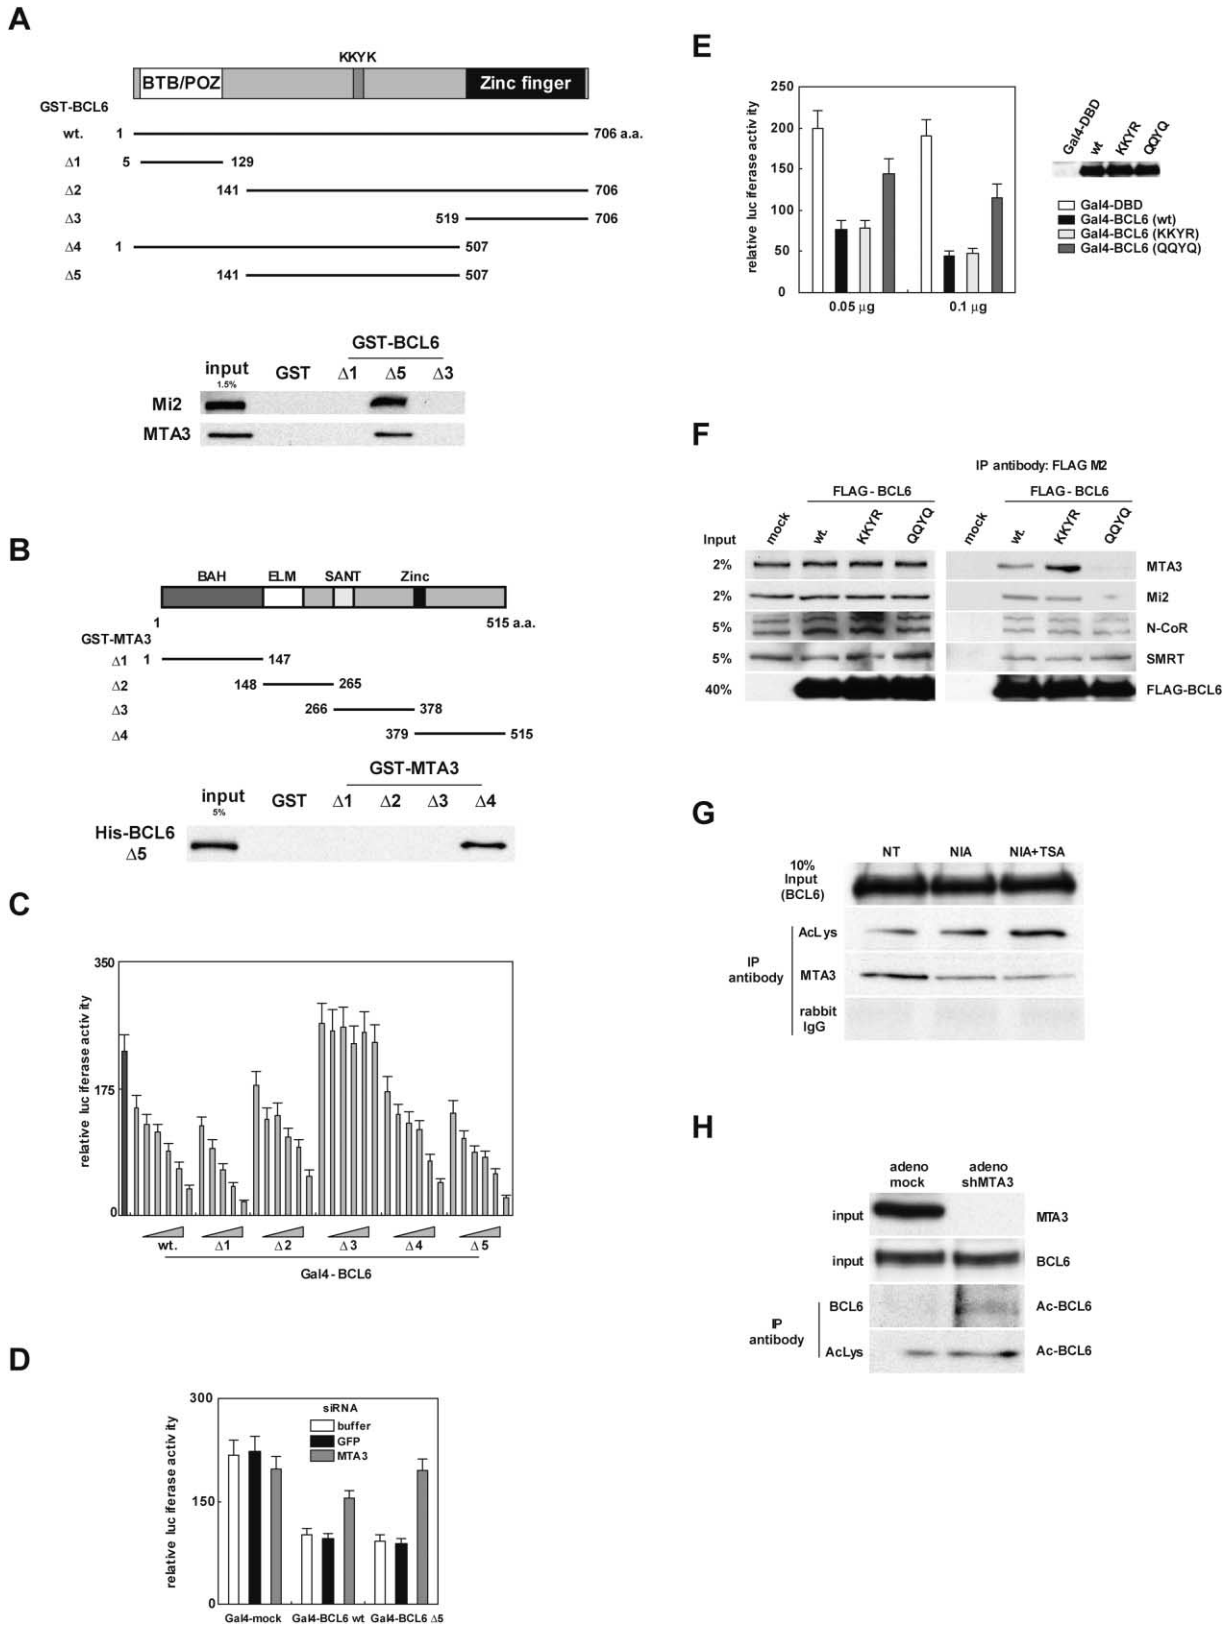 A
KKYK
BTB/POZ Zinc finger
GST-BCL6
wt. 1 706 a.a.
Δ1 5 129
Δ2 141 706
Δ3 519 706
Δ4 1 507
Δ5 141 507
GST-BCL6
input GST Δ1 Δ5 Δ3
1.5%
Mi2
MTA3
B
BAH ELM SANT Zinc
1 515 a.a.
GST-MTA3
Δ1 1 147
Δ2 148 265
Δ3 266 378
Δ4 379 515
GST-MTA3
input GST Δ1 Δ2 Δ3 Δ4
5%
His-BCL6
Δ5
C
relative luciferase activity
350
175
0
wt. Δ1 Δ2 Δ3 Δ4 Δ5
Gal4-BCL6
D
relative luciferase activity
300
150
0
siRNA
buffer
GFP
MTA3
Gal4-mock Gal4-BCL6 wt Gal4-BCL6 Δ5
E
relative luciferase activity
250
200
150
100
50
0
0.05 μg 0.1 μg
Gal4-DBD wt KKYR QQYQ
Gal4-DBD
Gal4-BCL6 (wt)
Gal4-BCL6 (KKYR)
Gal4-BCL6 (QQYQ)
F
IP antibody: FLAG M2
FLAG-BCL6 FLAG-BCL6
Input mock wt. KKYR QQYQ mock wt. KKYR QQYQ
2% MTA3
2% Mi2
5% N-CoR
5% SMRT
40% FLAG-BCL6
G
NT NIA NIA+TSA
10%
Input
(BCL6)
IP
antibody
AcLys
MTA3
rabbit
IgG
H
adeno
mock
adeno
shMTA3
input MTA3
input BCL6
IP
antibody
BCL6 Ac-BCL6
AcLys Ac-BCL6